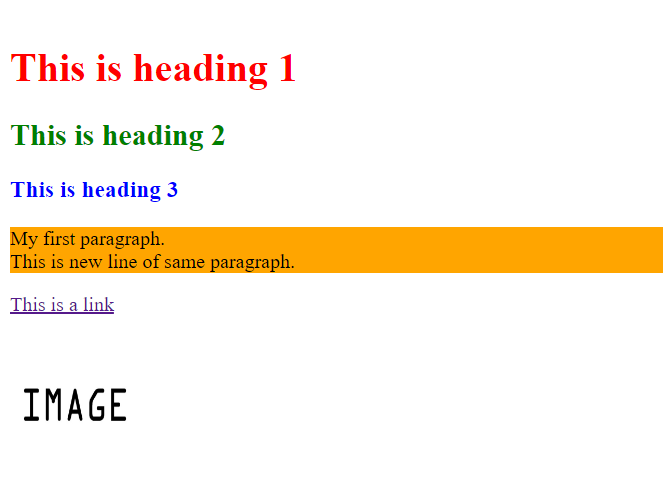 This is heading 1
This is heading 2
This is heading 3
My first paragraph.
This is new line of same paragraph.
This is a link
IMAGE